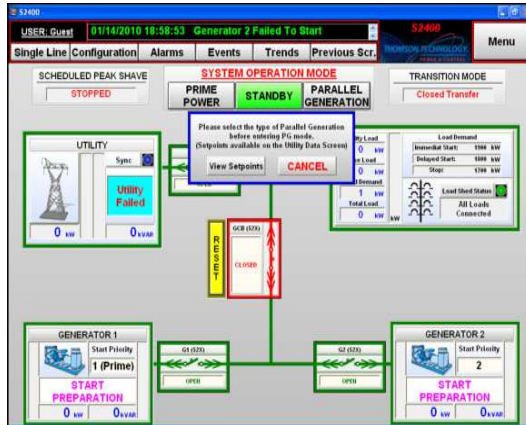 S2400
USER: Guest
01/14/2010 18:58:53 Generator 2 Failed To Start
S2400
THOMSON TECHNOLOGY
Menu
Single Line Configuration Alarms Events Trends Previous Scr.
SCHEDULED PEAK SHAVE
STOPPED
SYSTEM OPERATION MODE
PRIME POWER
STANDBY
PARALLEL GENERATION
TRANSITION MODE
Closed Transfer
Please select the type of Parallel Generation
before entering PG mode.
(Setpoints available on the Utility Data Screen)
View Setpoints
CANCEL
UTILITY
Sync
Utility
Failed
0 kW
0 kVAR
0 kW
0 kW
Demand
1 kW
Total Load
0 kW
kW
Load Demand
Immediat Start: 1900 kW
Delayed Start: 1800 kW
Stop: 1700 kW
Load Shed Status
All Loads
Connected
RESET
GCB (52X)
CLOSED
GENERATOR 1
Start Priority
1 (Prime)
START
PREPARATION
0 kW
0 kVAR
G1 (52X)
OPEN
G2 (52X)
OPEN
GENERATOR 2
Start Priority
2
START
PREPARATION
0 kW
0 kVAR